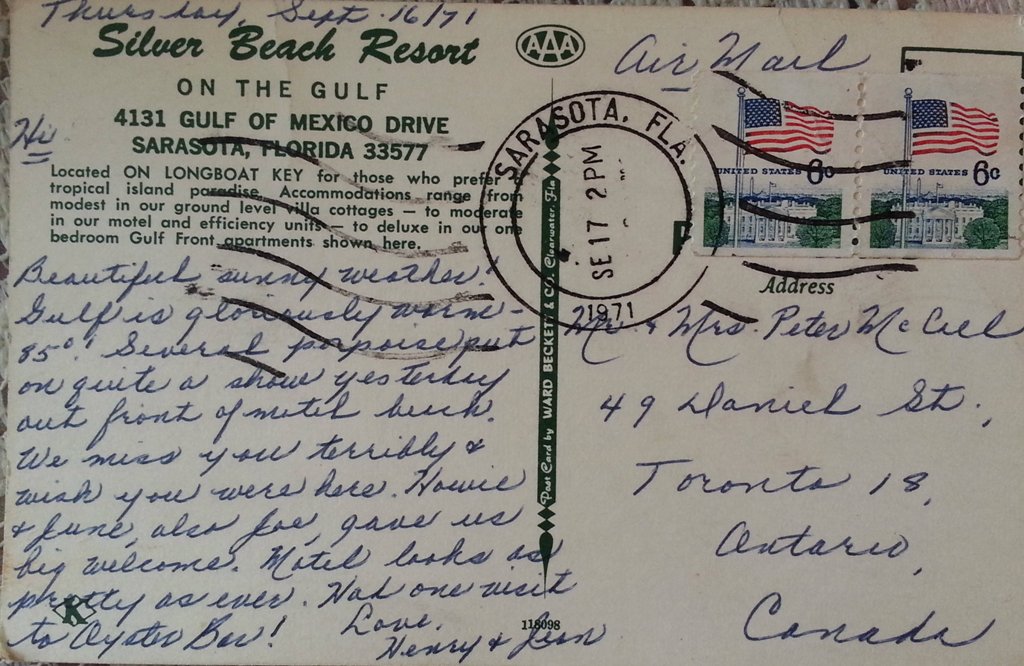 Thursday, Sept. 16/71
Silver Beach Resort
ON THE GULF
4131 GULF OF MEXICO DRIVE
SARASOTA, FLORIDA 33577
Hi
Located ON LONGBOAT KEY for those who prefer a
tropical island paradise. Accommodations range from
modest in our ground level villa cottages — to moderate
in our motel and efficiency units — to deluxe in our one
bedroom Gulf Front apartments shown here.
Beautiful sunny weather!
Gulf is gloriously warm -
85°! Several porpoise put
on quite a show yesterday
out front of motel beach.
We miss you terribly &
wish you were here. Howie
& June, also Joe, gave us
big welcome. Motel looks as
pretty as ever. Had one visit
to Oyster Bar!
Love,
Henry & Jean
K
118098
AAA
Post Card by WARD BECKETT & CO. Clearwater, Fla.
Air Mail
SARASOTA, FLA.
SE 17 2 PM
1971
UNITED STATES 6c
UNITED STATES 6c
Address
Mr & Mrs. Peter McCell
49 Daniel St.,
Toronto 18,
Ontario,
Canada